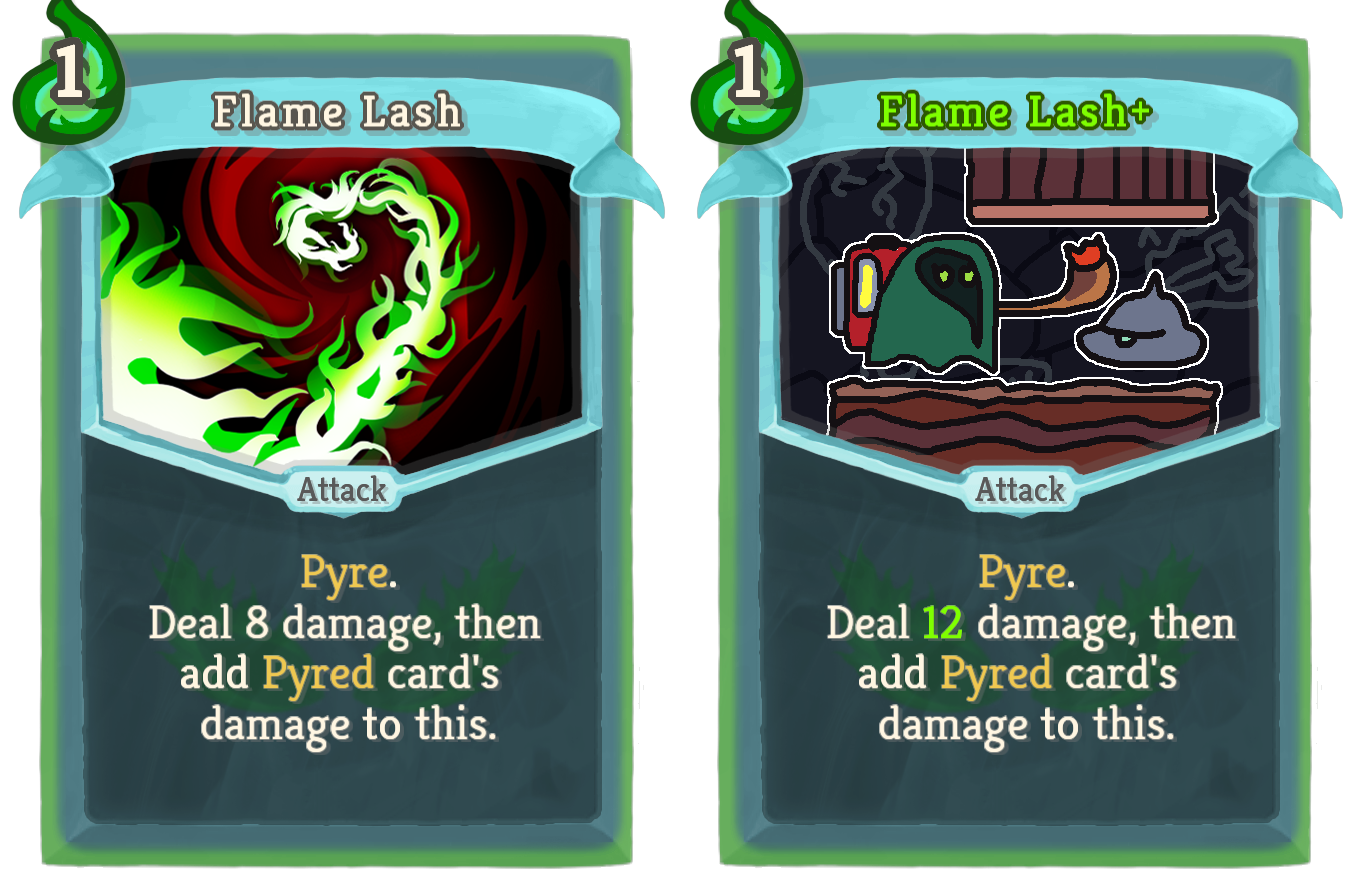 1
Flame Lash
Attack
Pyre.
Deal 8 damage, then
add Pyred card's
damage to this.
1
Flame Lash+
Attack
Pyre.
Deal 12 damage, then
add Pyred card's
damage to this.